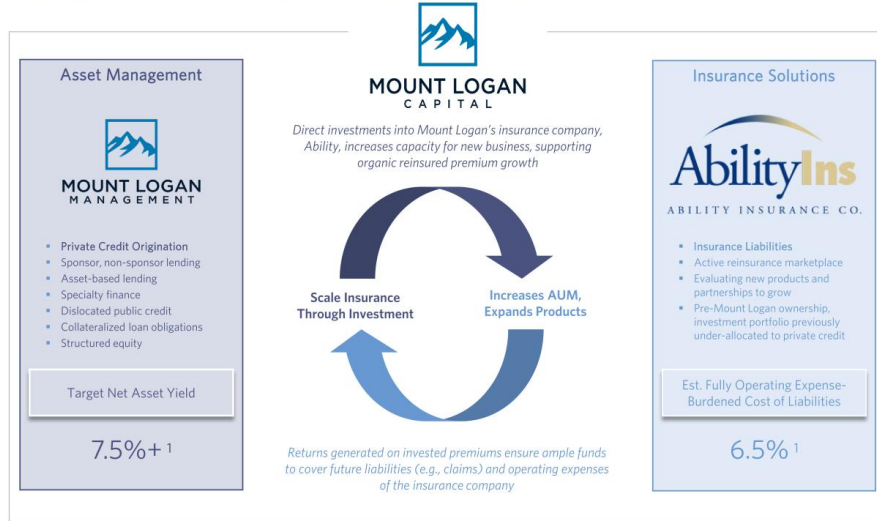 Asset Management
MOUNT LOGAN
MANAGEMENT
▪ Private Credit Origination
▪ Sponsor, non-sponsor lending
▪ Asset-based lending
▪ Specialty finance
▪ Dislocated public credit
▪ Collateralized loan obligations
▪ Structured equity
Target Net Asset Yield
7.5%+ 1
MOUNT LOGAN
CAPITAL
Direct investments into Mount Logan's insurance company,
Ability, increases capacity for new business, supporting
organic reinsured premium growth
Scale Insurance
Through Investment
Increases AUM,
Expands Products
Returns generated on invested premiums ensure ample funds
to cover future liabilities (e.g., claims) and operating expenses
of the insurance company
Insurance Solutions
AbilityIns
ABILITY INSURANCE CO.
▪ Insurance Liabilities
▪ Active reinsurance marketplace
▪ Evaluating new products and
partnerships to grow
▪ Pre-Mount Logan ownership,
investment portfolio previously
under-allocated to private credit
Est. Fully Operating Expense-
Burdened Cost of Liabilities
6.5% 1